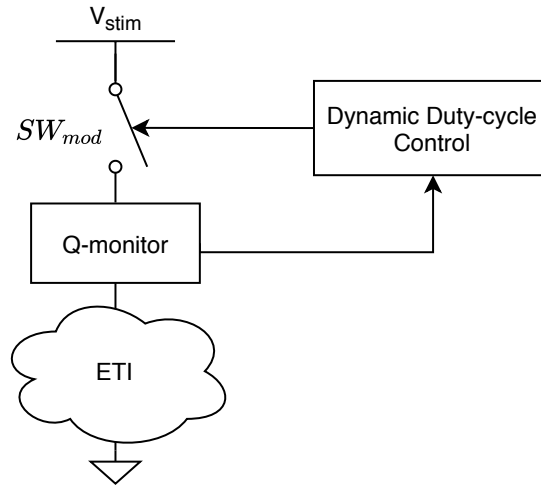 V_stim
SW_mod
Dynamic Duty-cycle
Control
Q-monitor
ETI